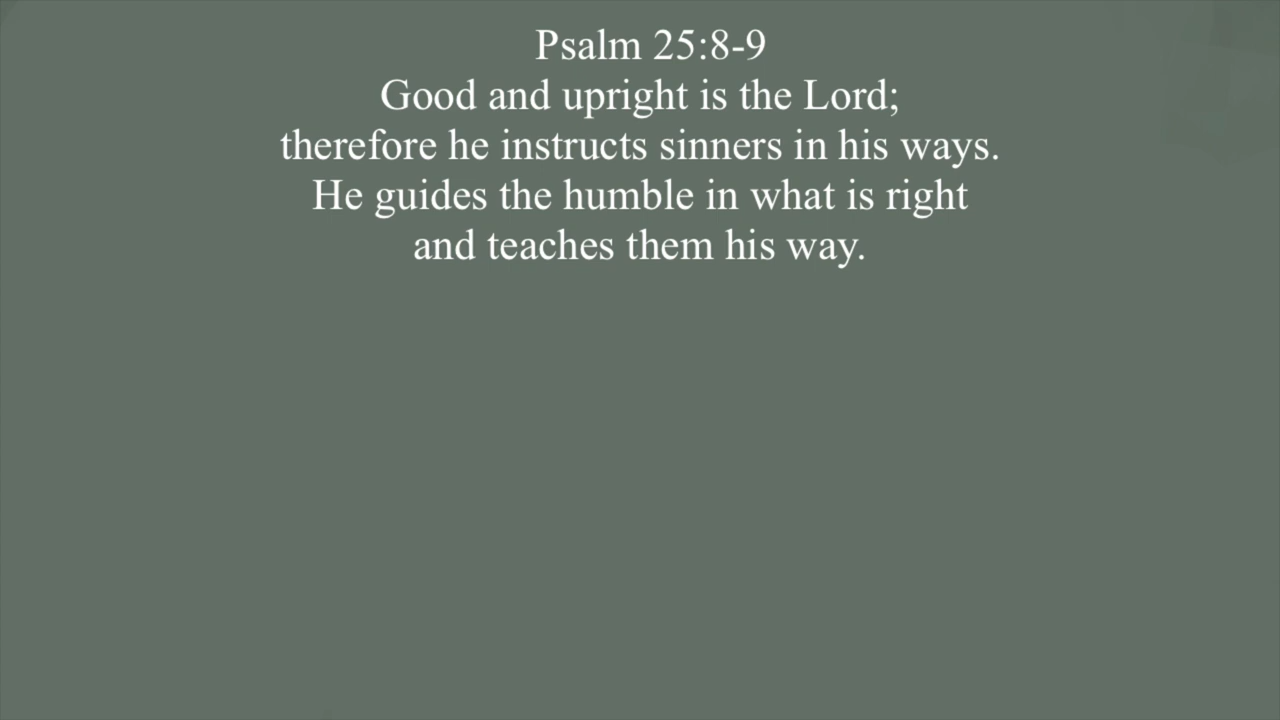 Psalm 25:8-9
Good and upright is the Lord;
therefore he instructs sinners in his ways.
He guides the humble in what is right
and teaches them his way.